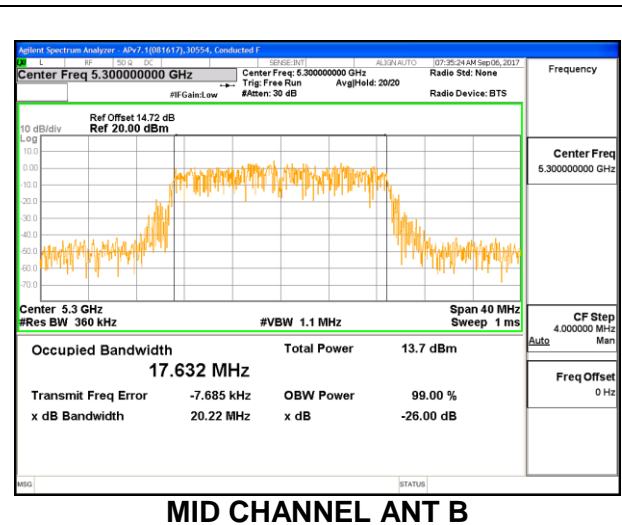 Agilent Spectrum Analyzer - APv7.1(081617),30554, Conducted F
L RF 50 Ω DC SENSE:INT ALIGN AUTO 07:35:24 AM Sep 06, 2017
Center Freq 5.300000000 GHz
Center Freq: 5.300000000 GHz
Radio Std: None
Trig: Free Run Avg|Hold: 20/20
#IFGain:Low #Atten: 30 dB Radio Device: BTS
Frequency
Ref Offset 14.72 dB
10 dB/div Ref 20.00 dBm
Log
10.0
0.00
-10.0
-20.0
-30.0
-40.0
-50.0
-60.0
-70.0
Center Freq
5.300000000 GHz
Center 5.3 GHz Span 40 MHz
#Res BW 360 kHz #VBW 1.1 MHz Sweep 1 ms
CF Step
4.000000 MHz
Auto Man
Occupied Bandwidth Total Power 13.7 dBm
17.632 MHz
Transmit Freq Error -7.685 kHz OBW Power 99.00 %
x dB Bandwidth 20.22 MHz x dB -26.00 dB
Freq Offset
0 Hz
MSG STATUS
MID CHANNEL ANT B